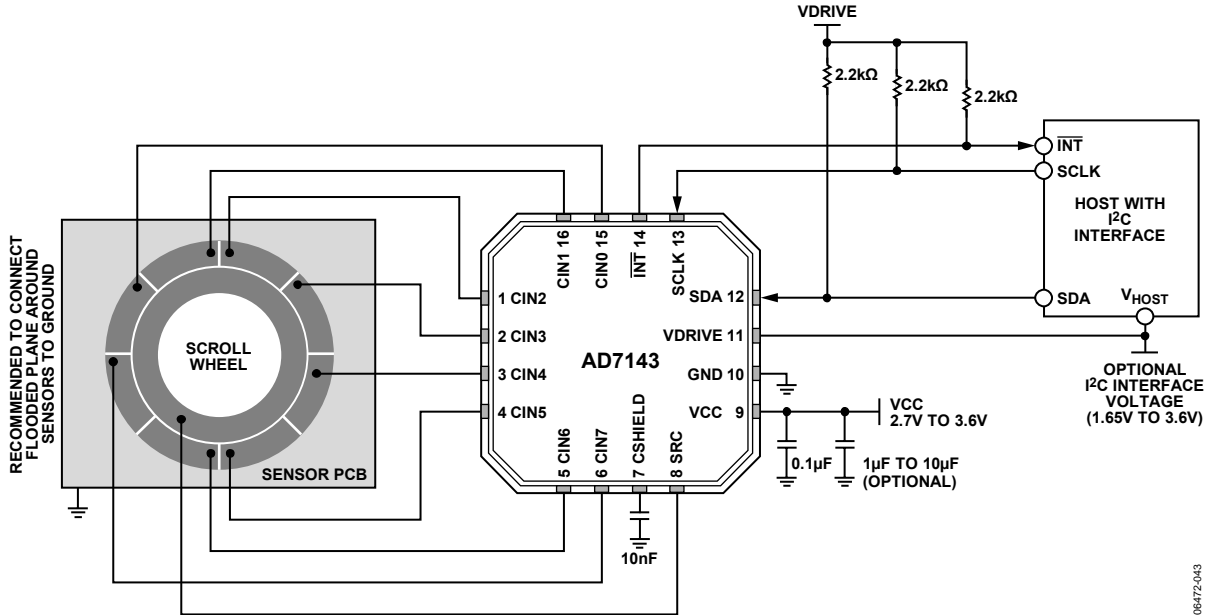 VDRIVE
2.2kΩ
2.2kΩ
2.2kΩ
INT
SCLK
HOST WITH
I2C
INTERFACE
SDA
VHOST
OPTIONAL
I2C INTERFACE
VOLTAGE
(1.65V TO 3.6V)
RECOMMENDED TO CONNECT
FLOODED PLANE AROUND
SENSORS TO GROUND
SCROLL
WHEEL
SENSOR PCB
CIN1 16
CIN0 15
INT 14
SCLK 13
1 CIN2
2 CIN3
3 CIN4
4 CIN5
AD7143
SDA 12
VDRIVE 11
GND 10
VCC 9
5 CIN6
6 CIN7
7 CSHIELD
8 SRC
VCC
2.7V TO 3.6V
0.1µF
1µF TO 10µF
(OPTIONAL)
10nF
06472-043